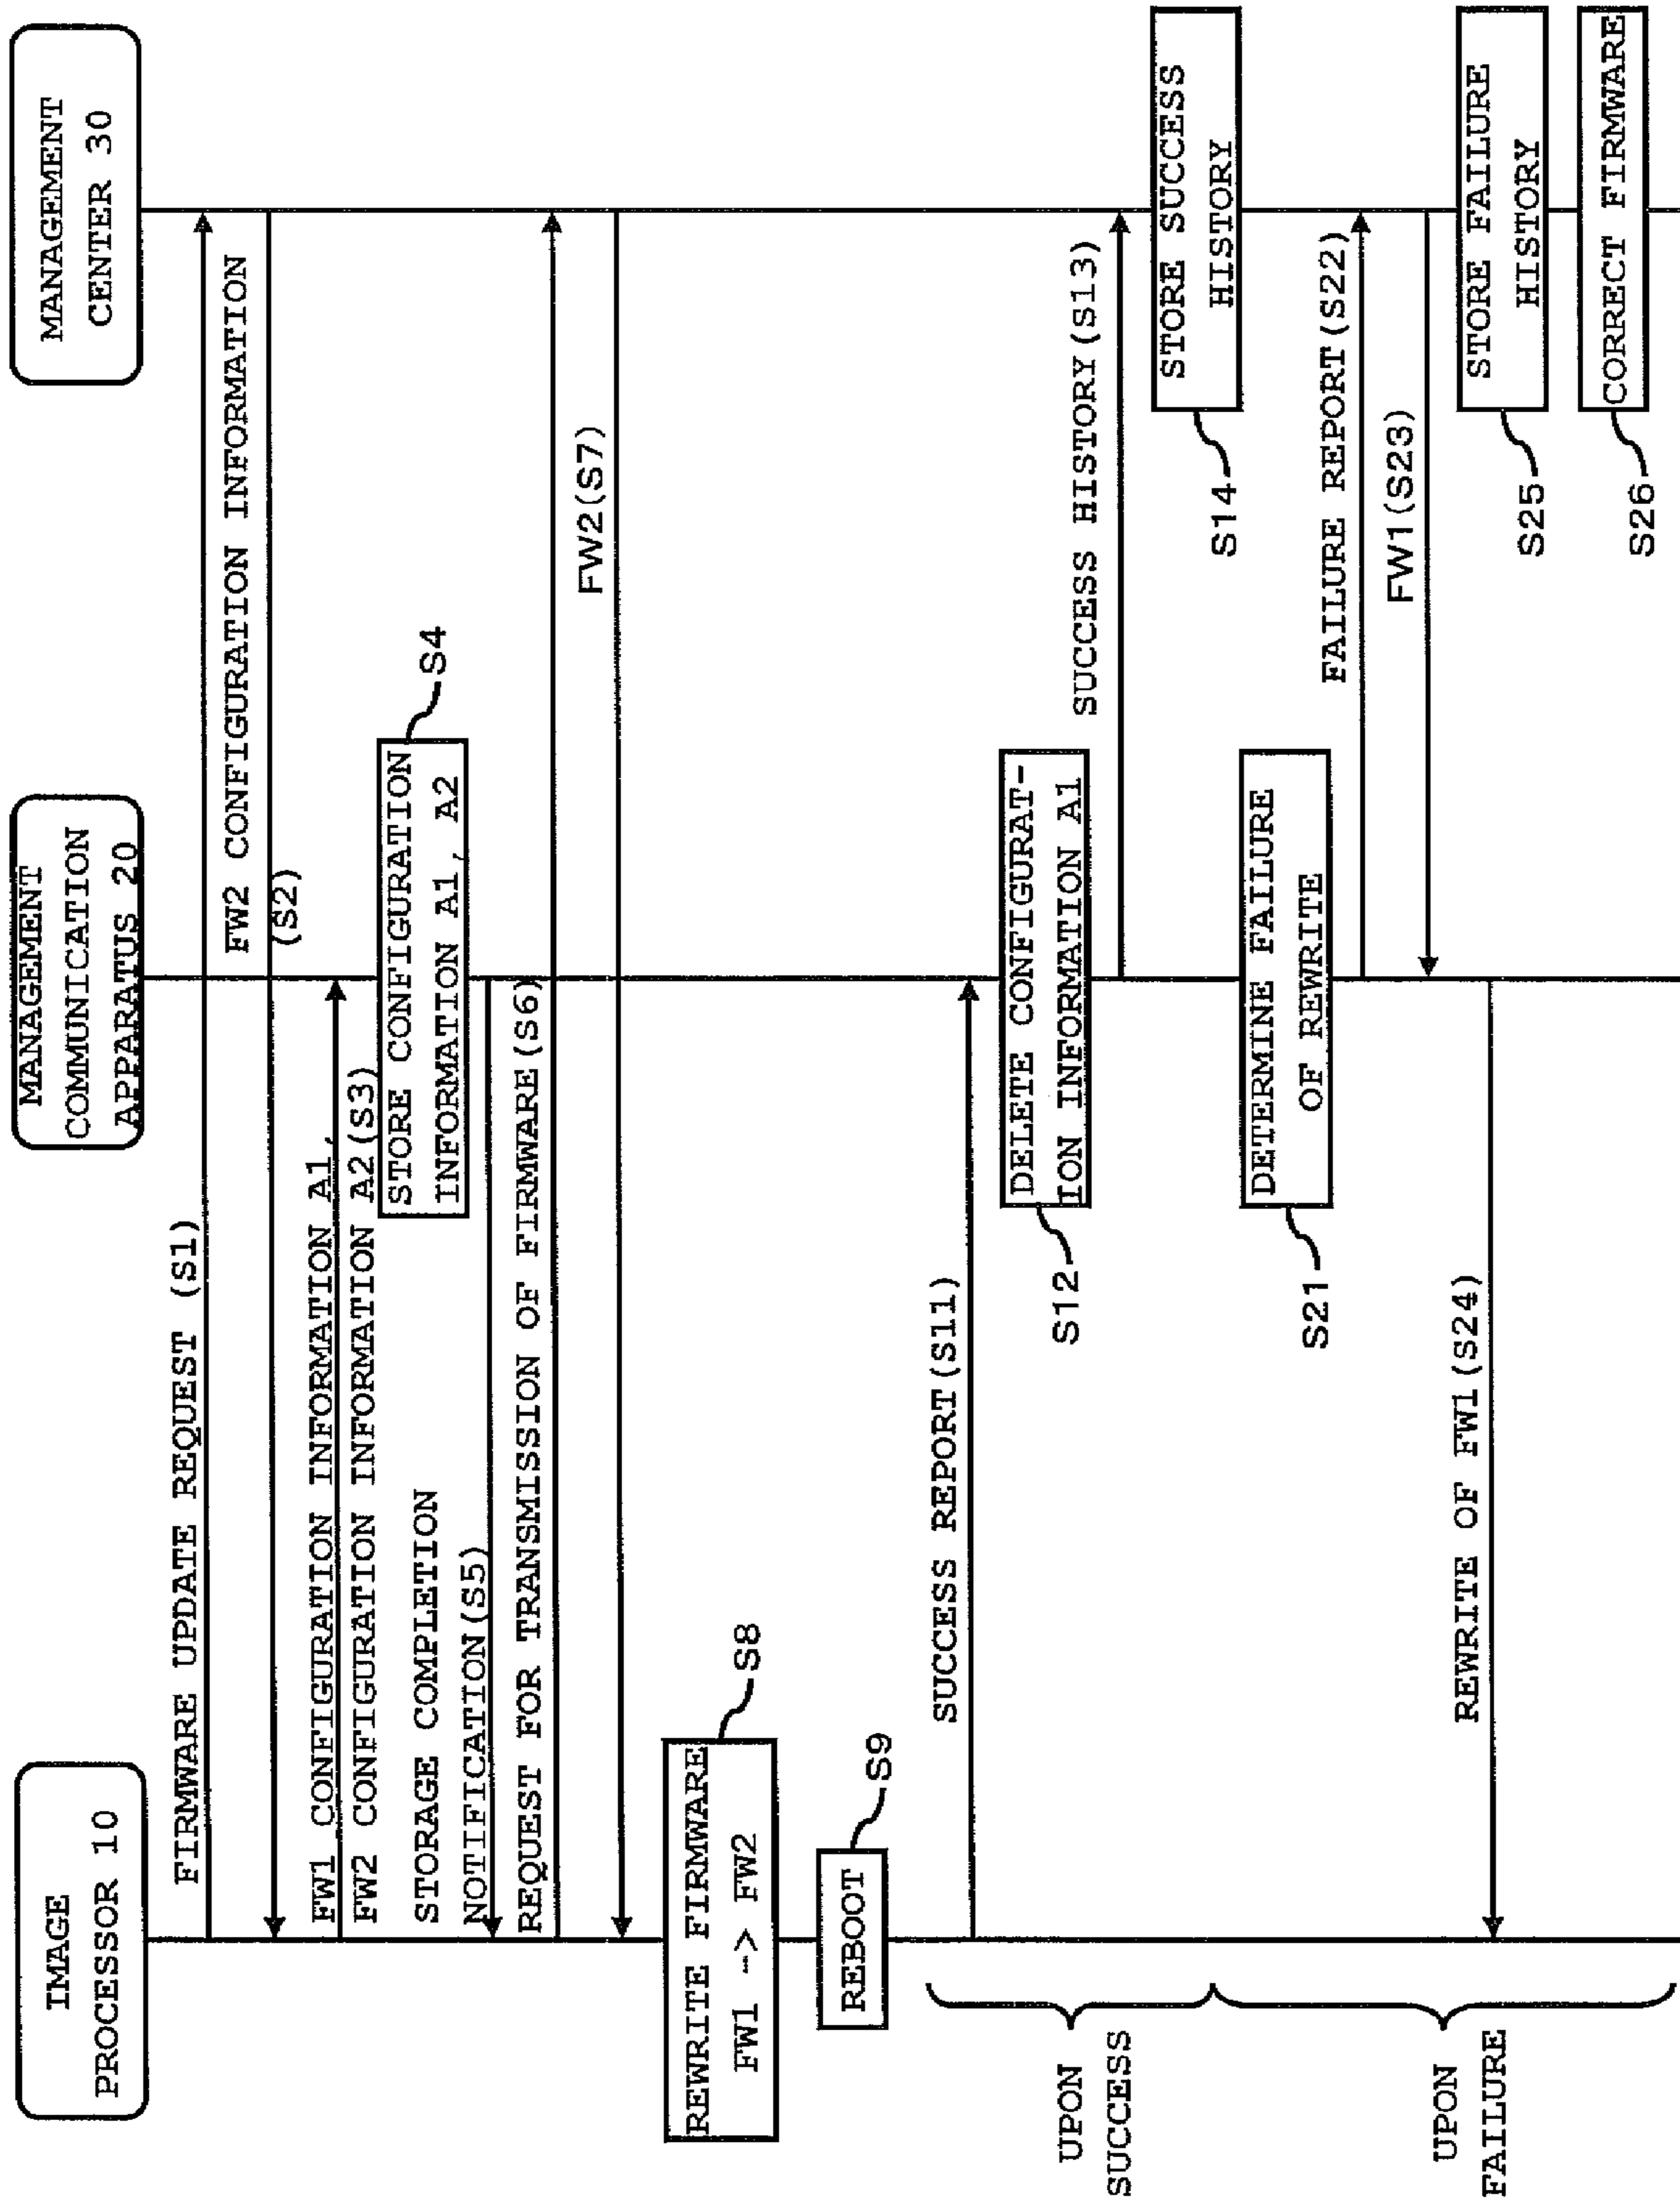 IMAGE
PROCESSOR 10
MANAGEMENT
COMMUNICATION
APPARATUS 20
MANAGEMENT
CENTER 30
FIRMWARE UPDATE REQUEST (S1)
FW2 CONFIGURATION INFORMATION
(S2)
FW1 CONFIGURATION INFORMATION A1,
FW2 CONFIGURATION INFORMATION A2(S3)
STORE CONFIGURATION
INFORMATION A1, A2
S4
STORAGE COMPLETION
NOTIFICATION(S5)
REQUEST FOR TRANSMISSION OF FIRMWARE(S6)
FW2(S7)
REWRITE FIRMWARE
FW1 --> FW2
S8
REBOOT
S9
UPON
SUCCESS
SUCCESS REPORT(S11)
DELETE CONFIGURAT-
ION INFORMATION A1
S12
SUCCESS HISTORY(S13)
STORE SUCCESS
HISTORY
S14
UPON
FAILURE
DETERMINE FAILURE
OF REWRITE
S21
FAILURE REPORT(S22)
FW1(S23)
REWRITE OF FW1(S24)
STORE FAILURE
HISTORY
S25
CORRECT FIRMWARE
S26